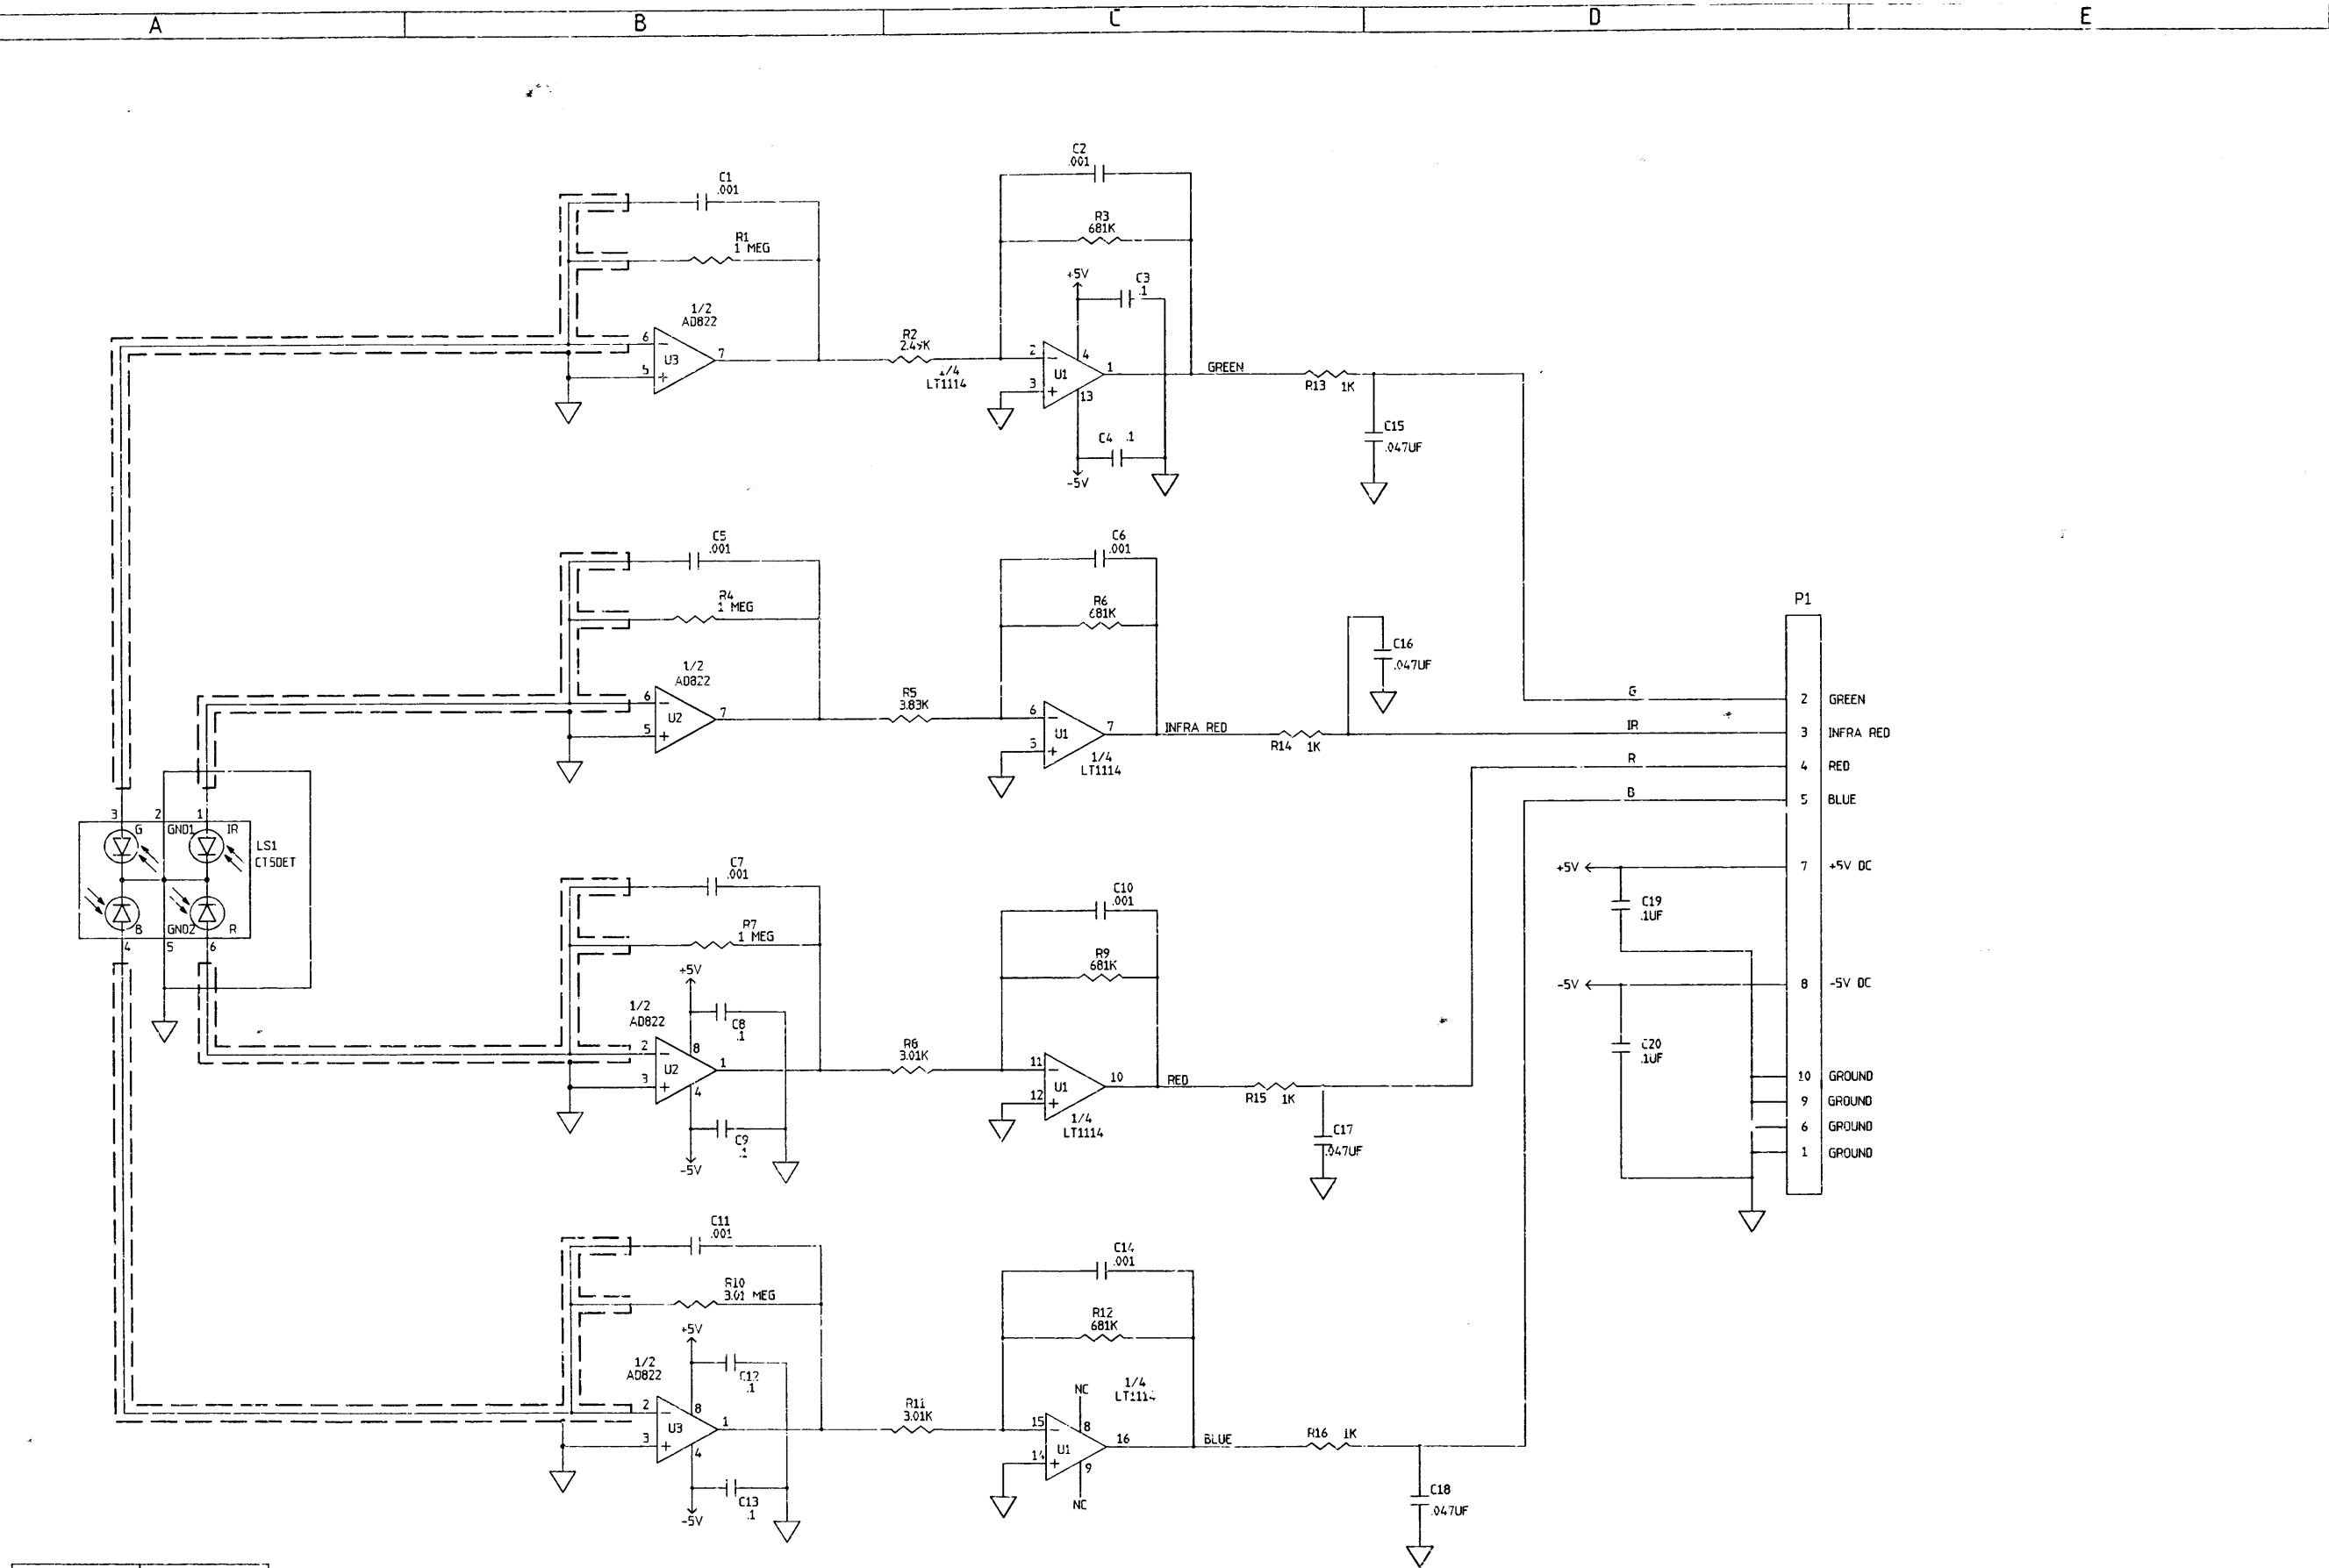 A B C D E
C1
.001
R1
1 MEG
1/2
AD822
6
5
7
U3
-
+
R2
1/4
LT1114
C2
.001
R3
681K
+5V
C3
.1
2
3
4
13
1
U1
-
+
C4 .1
-5V
GREEN
R13 1K
C15
.047UF
C5
.001
R4
1 MEG
1/2
AD822
6
5
7
U2
-
+
R5
3.83K
C6
.001
R6
681K
6
5
7
U1
-
+
1/4
LT1114
INFRA RED
R14 1K
C16
.047UF
P1
G
2 GREEN
IR
3 INFRA RED
R
4 RED
B
5 BLUE
+5V
7 +5V DC
C19
.1UF
-5V
8 -5V DC
C20
.1UF
10 GROUND
9 GROUND
6 GROUND
1 GROUND
3 2 1
G GND1 IR
LS1
CT5DET
B GND2 R
4 5 6
C7
.001
R7
1 MEG
+5V
1/2
AD822
C8
.1
2
3
8
4
1
U2
-
+
C9
.1
-5V
R8
3.01K
C10
.001
R9
681K
11
12
10
U1
-
+
1/4
LT1114
RED
R15 1K
C17
.047UF
C11
.001
R10
3.01 MEG
+5V
1/2
AD822
C12
.1
2
3
8
4
1
U3
-
+
C13
.1
-5V
R11
3.01K
C14
.001
R12
681K
1/4
LT1114
NC
15
14
8
9
16
U1
-
+
NC
BLUE
R16 1K
C18
.047UF